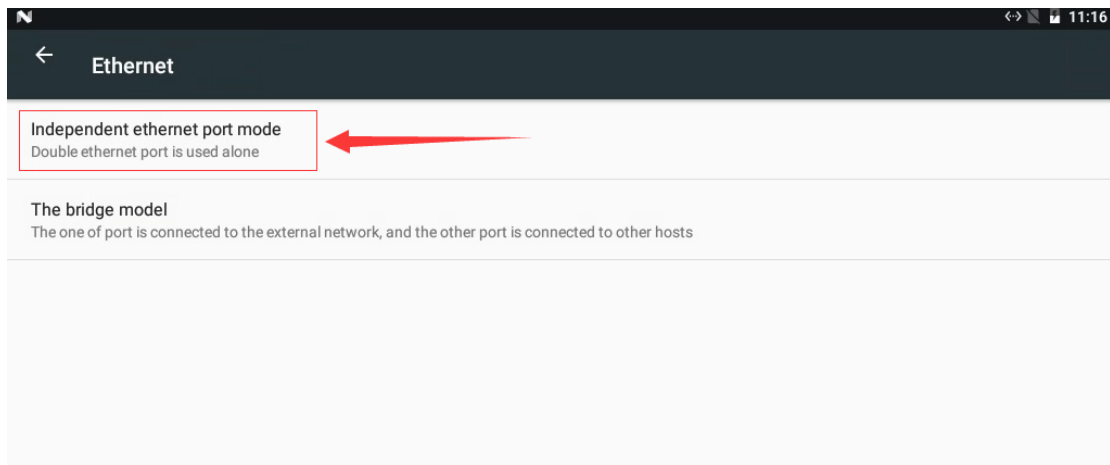 11:16
Ethernet
Independent ethernet port mode
Double ethernet port is used alone
The bridge model
The one of port is connected to the external network, and the other port is connected to other hosts